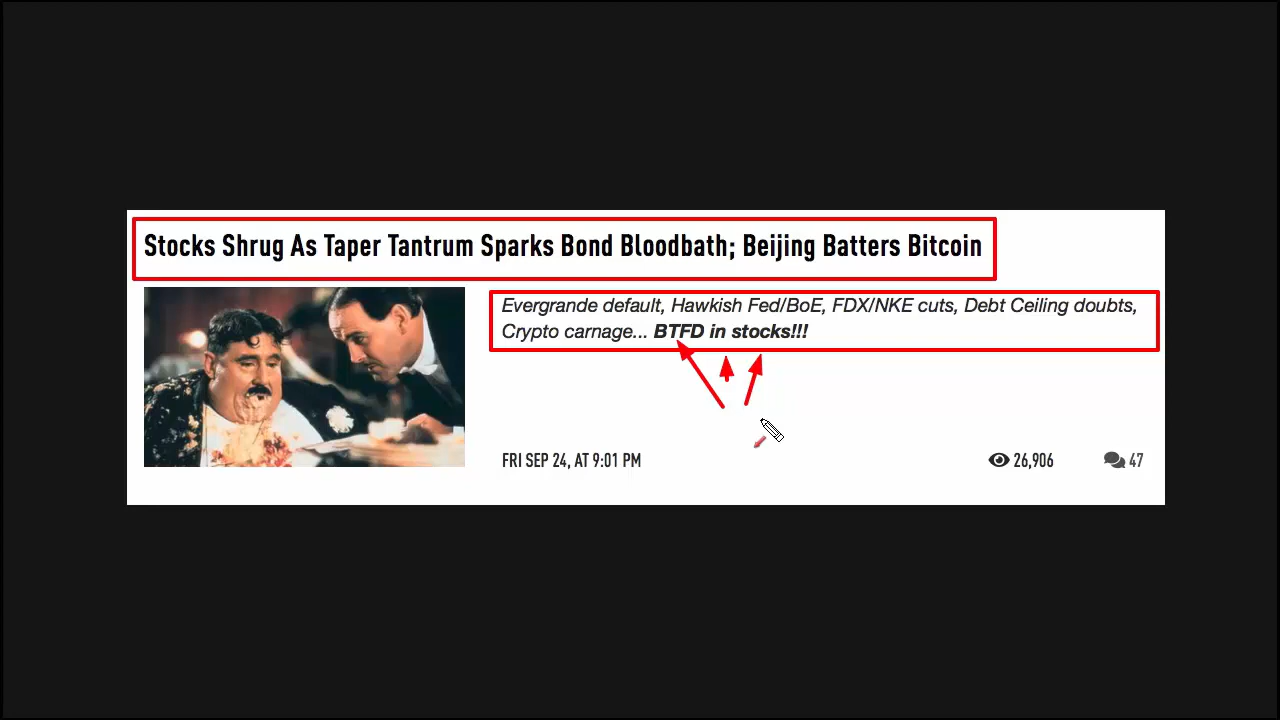 Stocks Shrug As Taper Tantrum Sparks Bond Bloodbath; Beijing Batters Bitcoin
Evergrande default, Hawkish Fed/BoE, FDX/NKE cuts, Debt Ceiling doubts,
Crypto carnage... BTFD in stocks!!!
FRI SEP 24, AT 9:01 PM
26,906
47